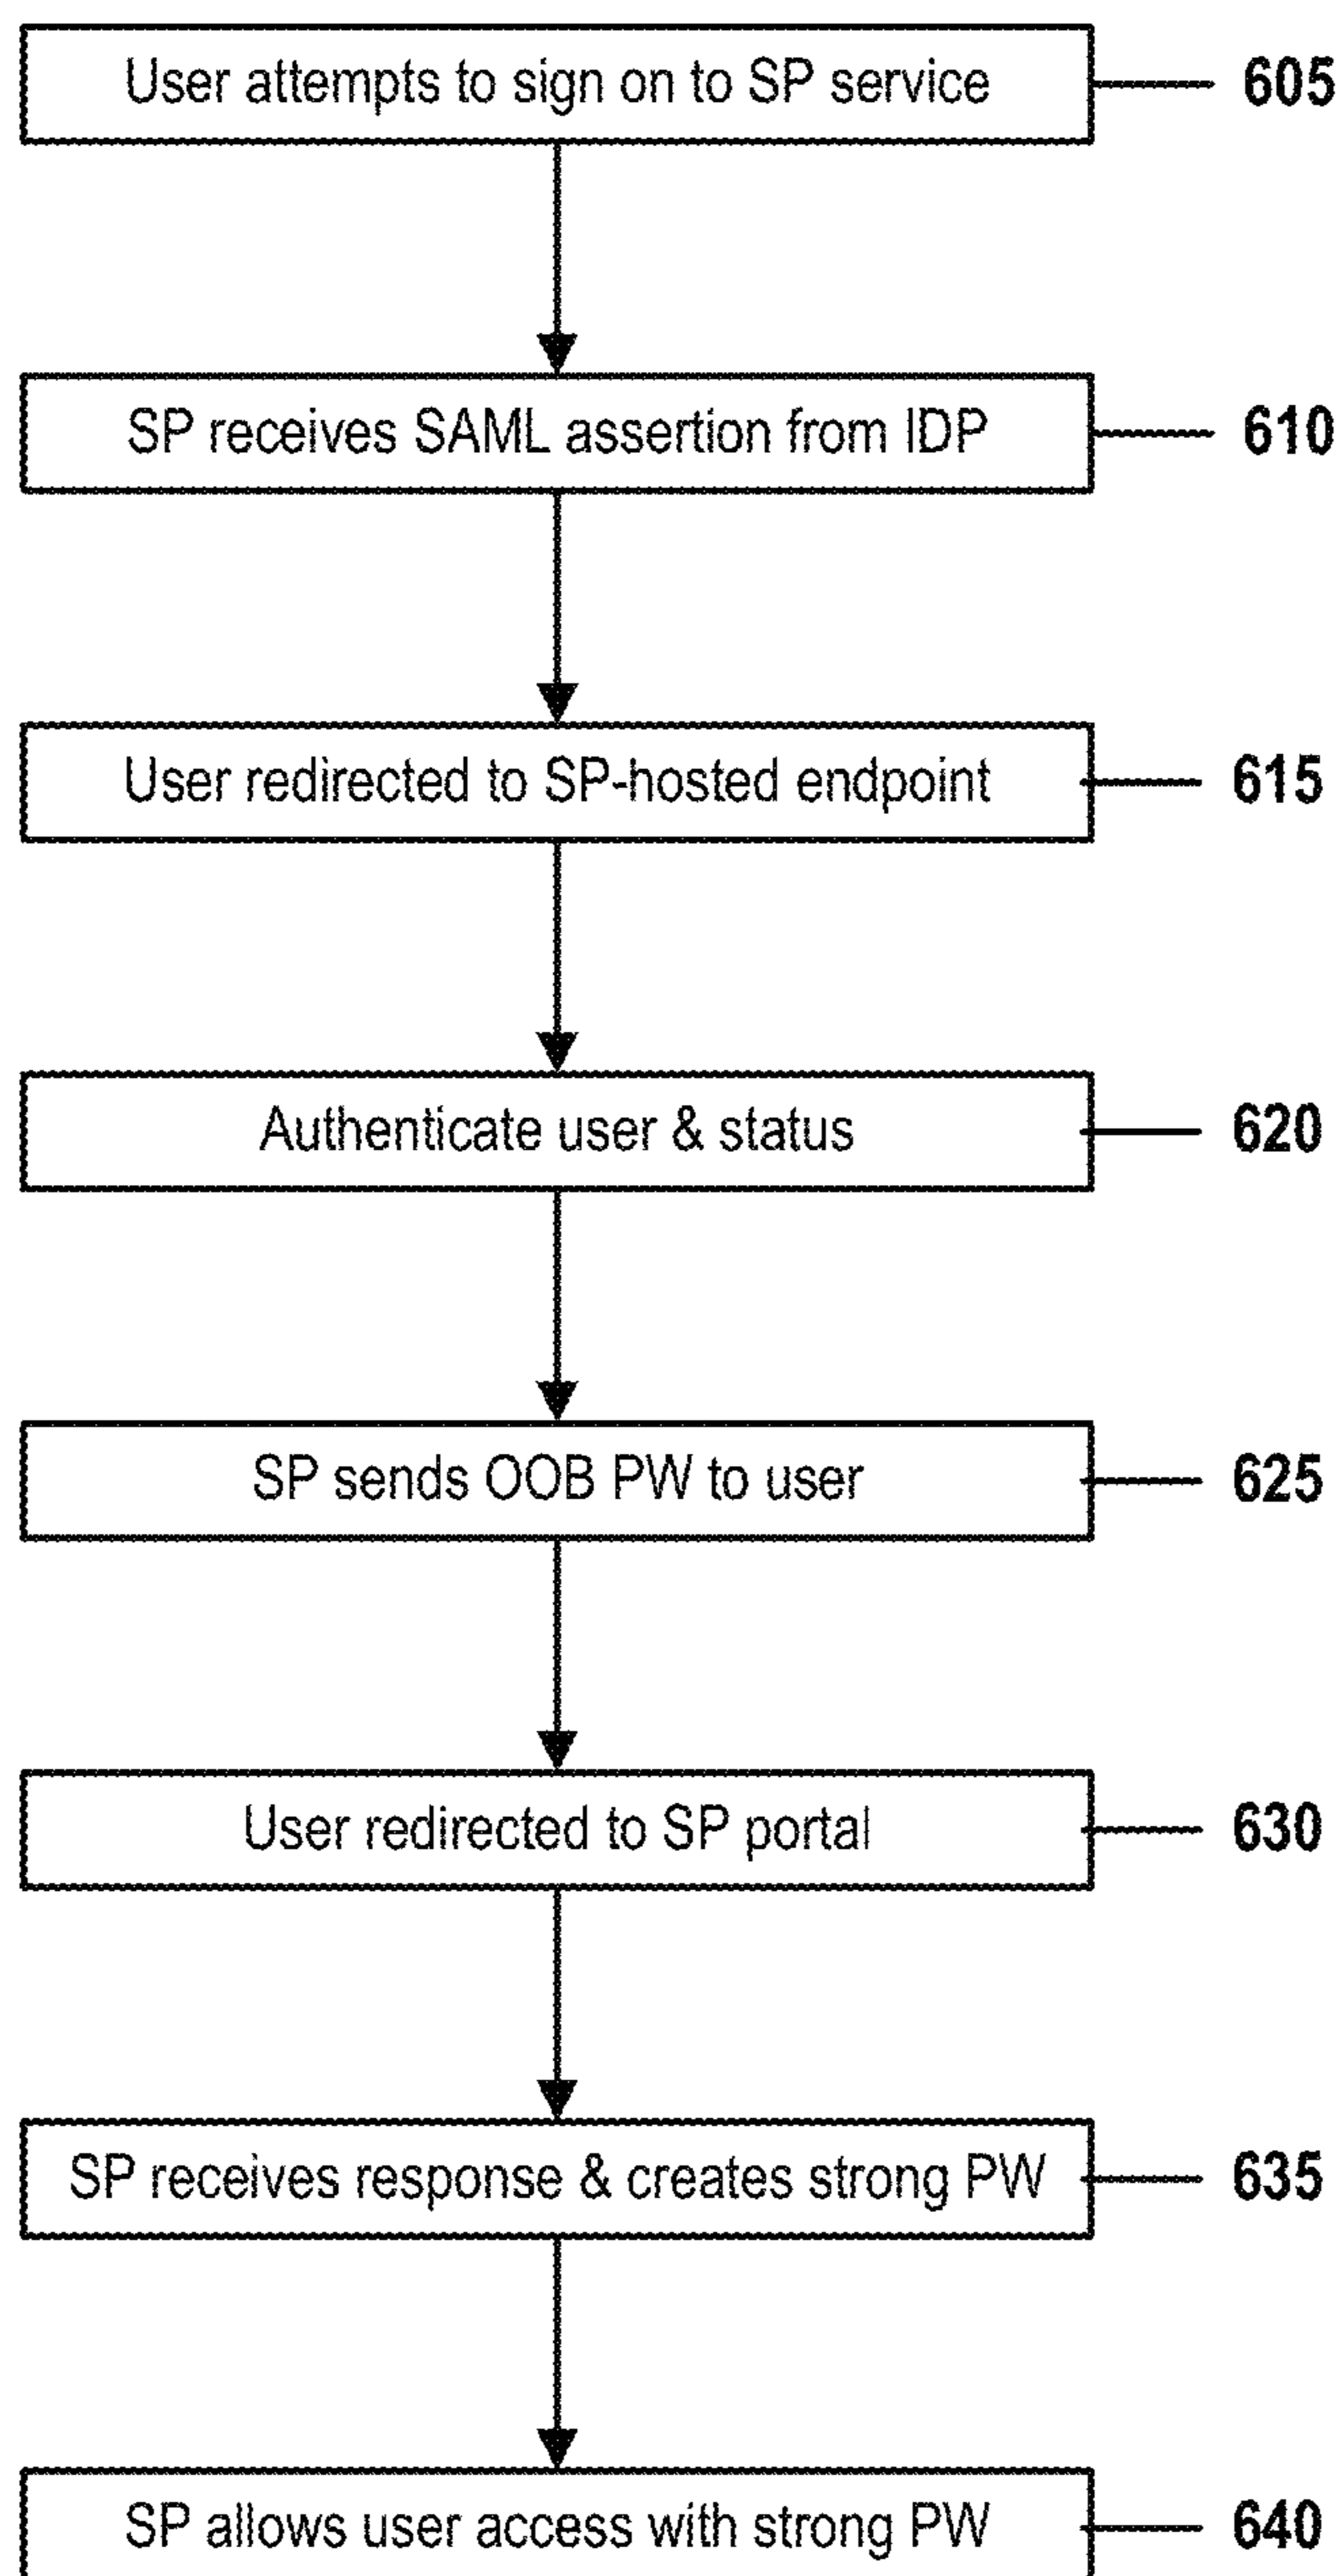 User attempts to sign on to SP service 605
SP receives SAML assertion from IDP 610
User redirected to SP-hosted endpoint 615
Authenticate user & status 620
SP sends OOB PW to user 625
User redirected to SP portal 630
SP receives response & creates strong PW 635
SP allows user access with strong PW 640